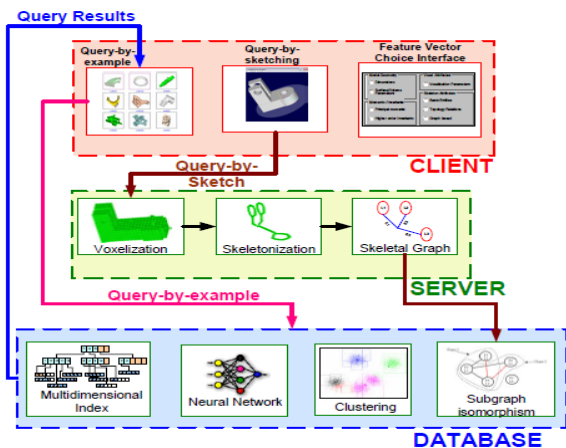 Query Results
Query-by-
example
Query-by-
sketching
Feature Vector
Choice Interface
CLIENT
Query-by-
Sketch
Voxelization
Skeletonization
Skeletal Graph
SERVER
Query-by-example
Multidimensional
Index
Neural Network
Clustering
Subgraph
isomorphism
DATABASE